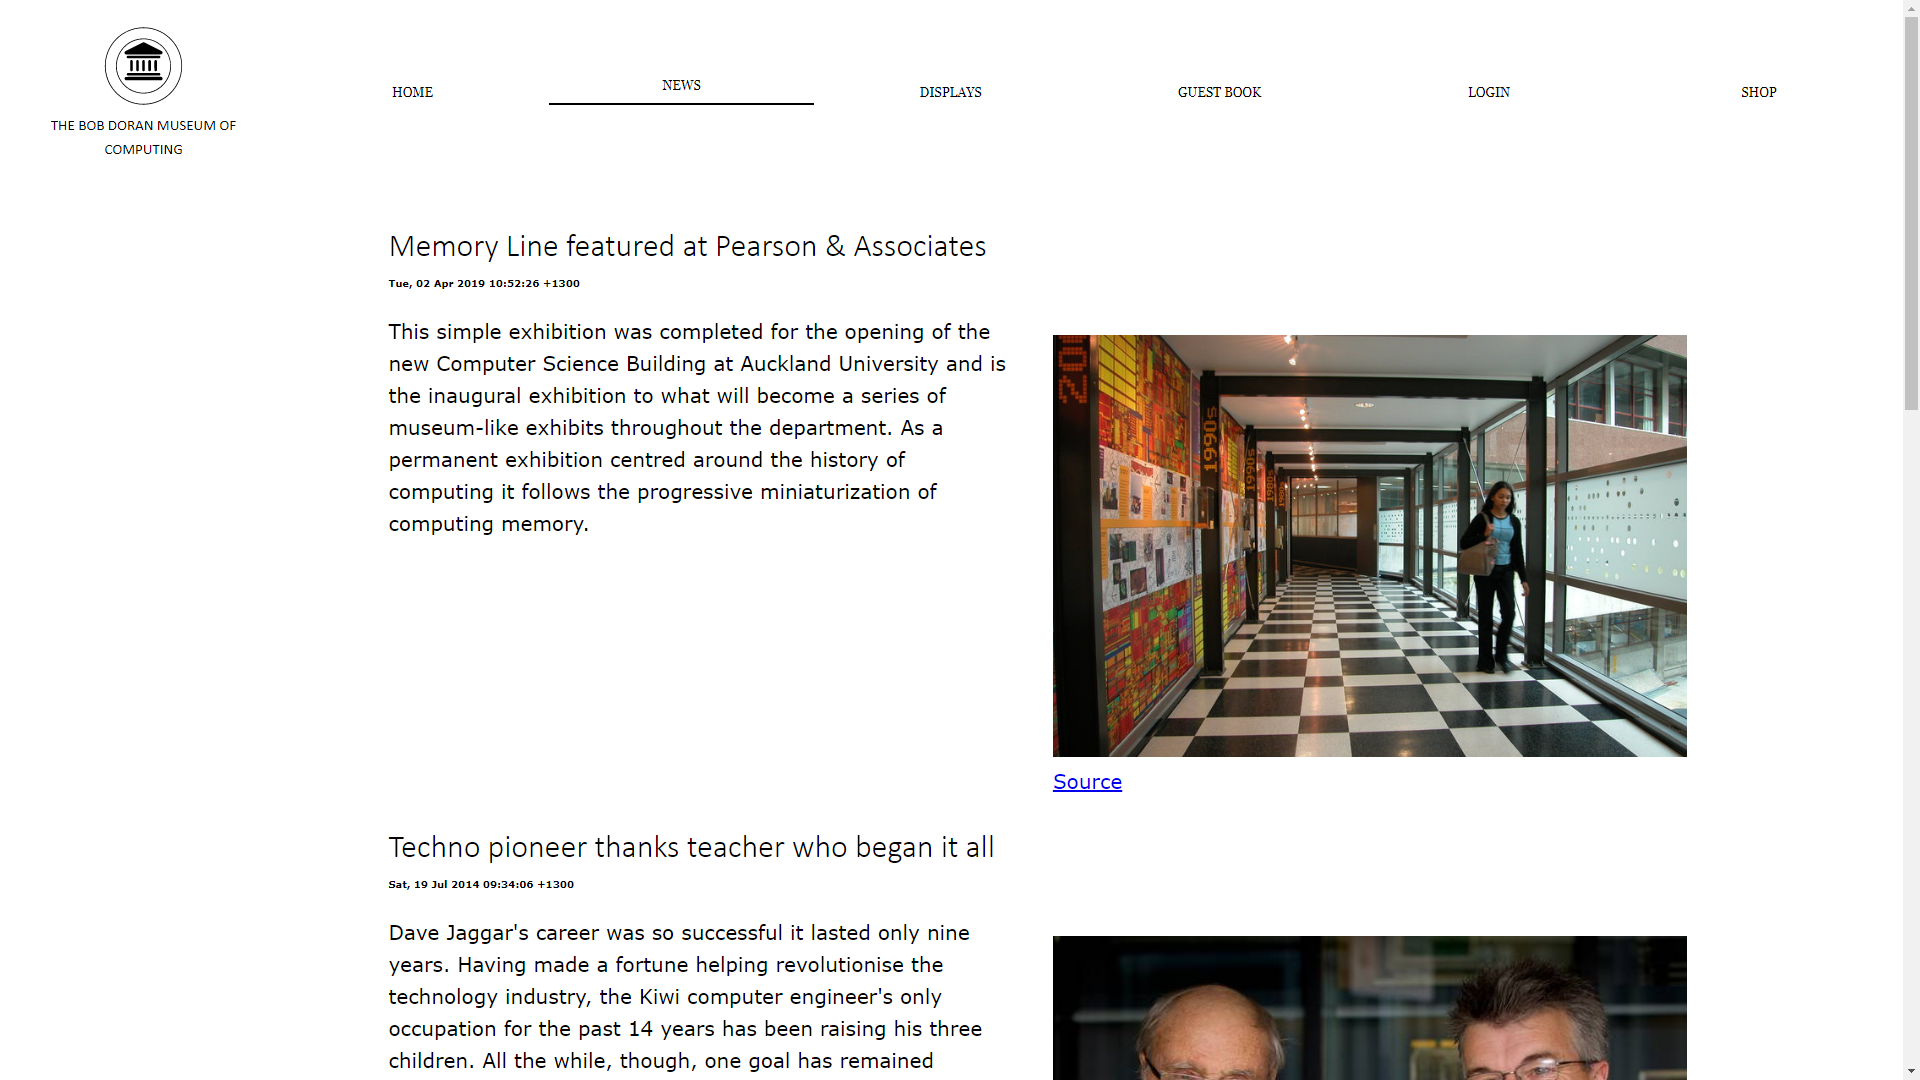 THE BOB DORAN MUSEUM OF
COMPUTING
HOME
NEWS
DISPLAYS
GUEST BOOK
LOGIN
SHOP
Memory Line featured at Pearson & Associates
Tue, 02 Apr 2019 10:52:26 +1300
This simple exhibition was completed for the opening of the
new Computer Science Building at Auckland University and is
the inaugural exhibition to what will become a series of
museum-like exhibits throughout the department. As a
permanent exhibition centred around the history of
computing it follows the progressive miniaturization of
computing memory.
1990s
1990s
1980s
1980s
Source
Techno pioneer thanks teacher who began it all
Sat, 19 Jul 2014 09:34:06 +1300
Dave Jaggar's career was so successful it lasted only nine
years. Having made a fortune helping revolutionise the
technology industry, the Kiwi computer engineer's only
occupation for the past 14 years has been raising his three
children. All the while, though, one goal has remained